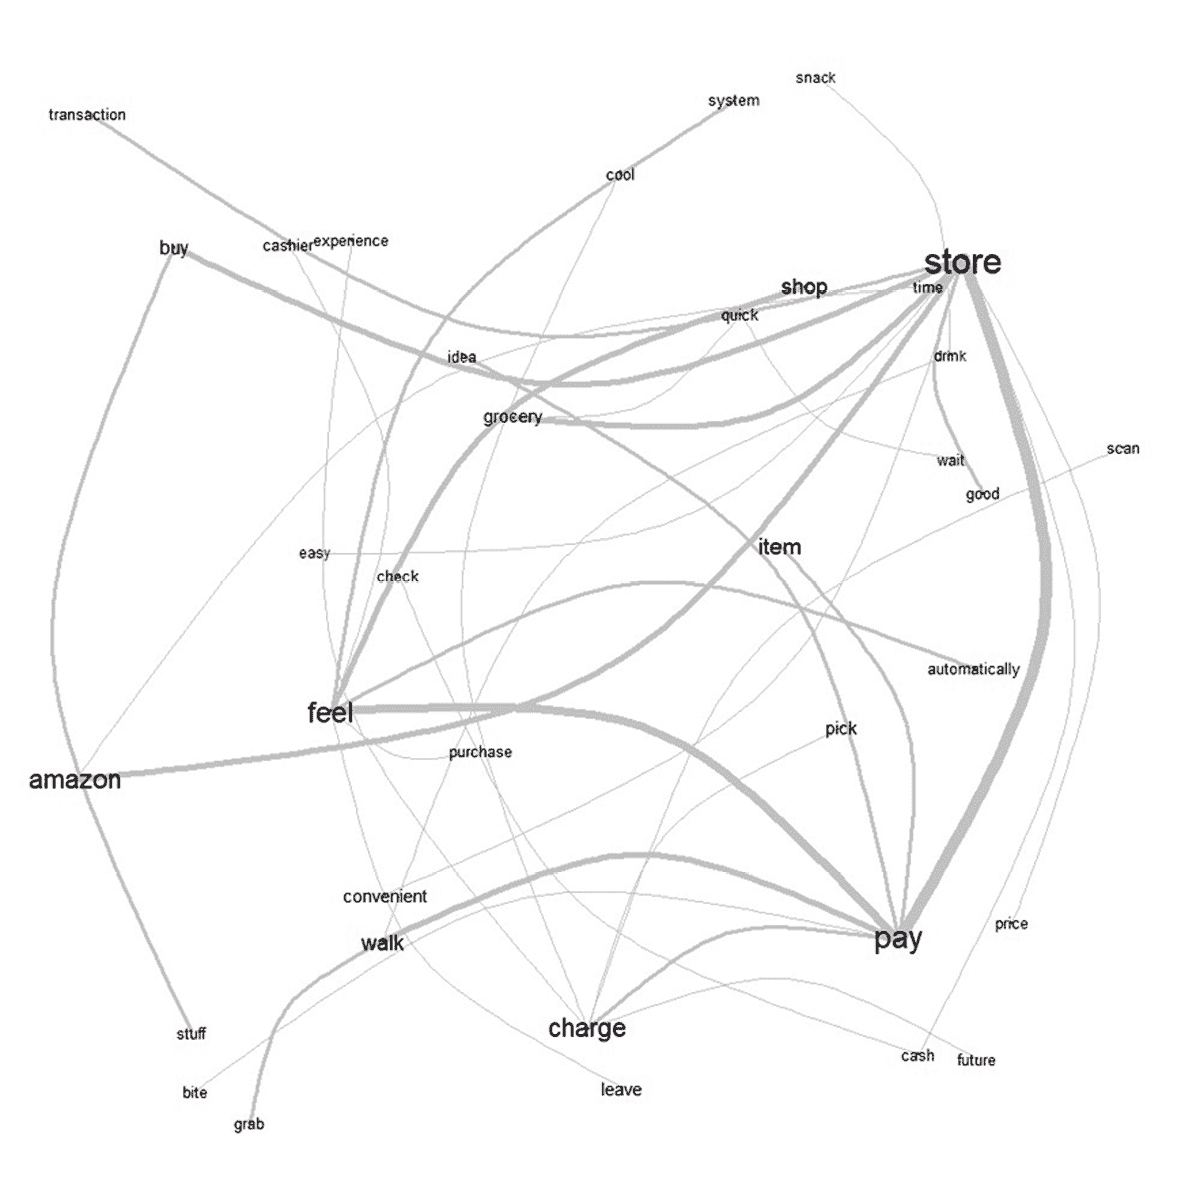 snack
system
transaction
cool
experience
cashier
buy
store
shop
time
quick
drink
idea
grocery
scan
wait
good
item
easy
check
automatically
feel
pick
purchase
amazon
convenient
price
pay
walk
charge
stuff
cash
future
leave
bite
grab